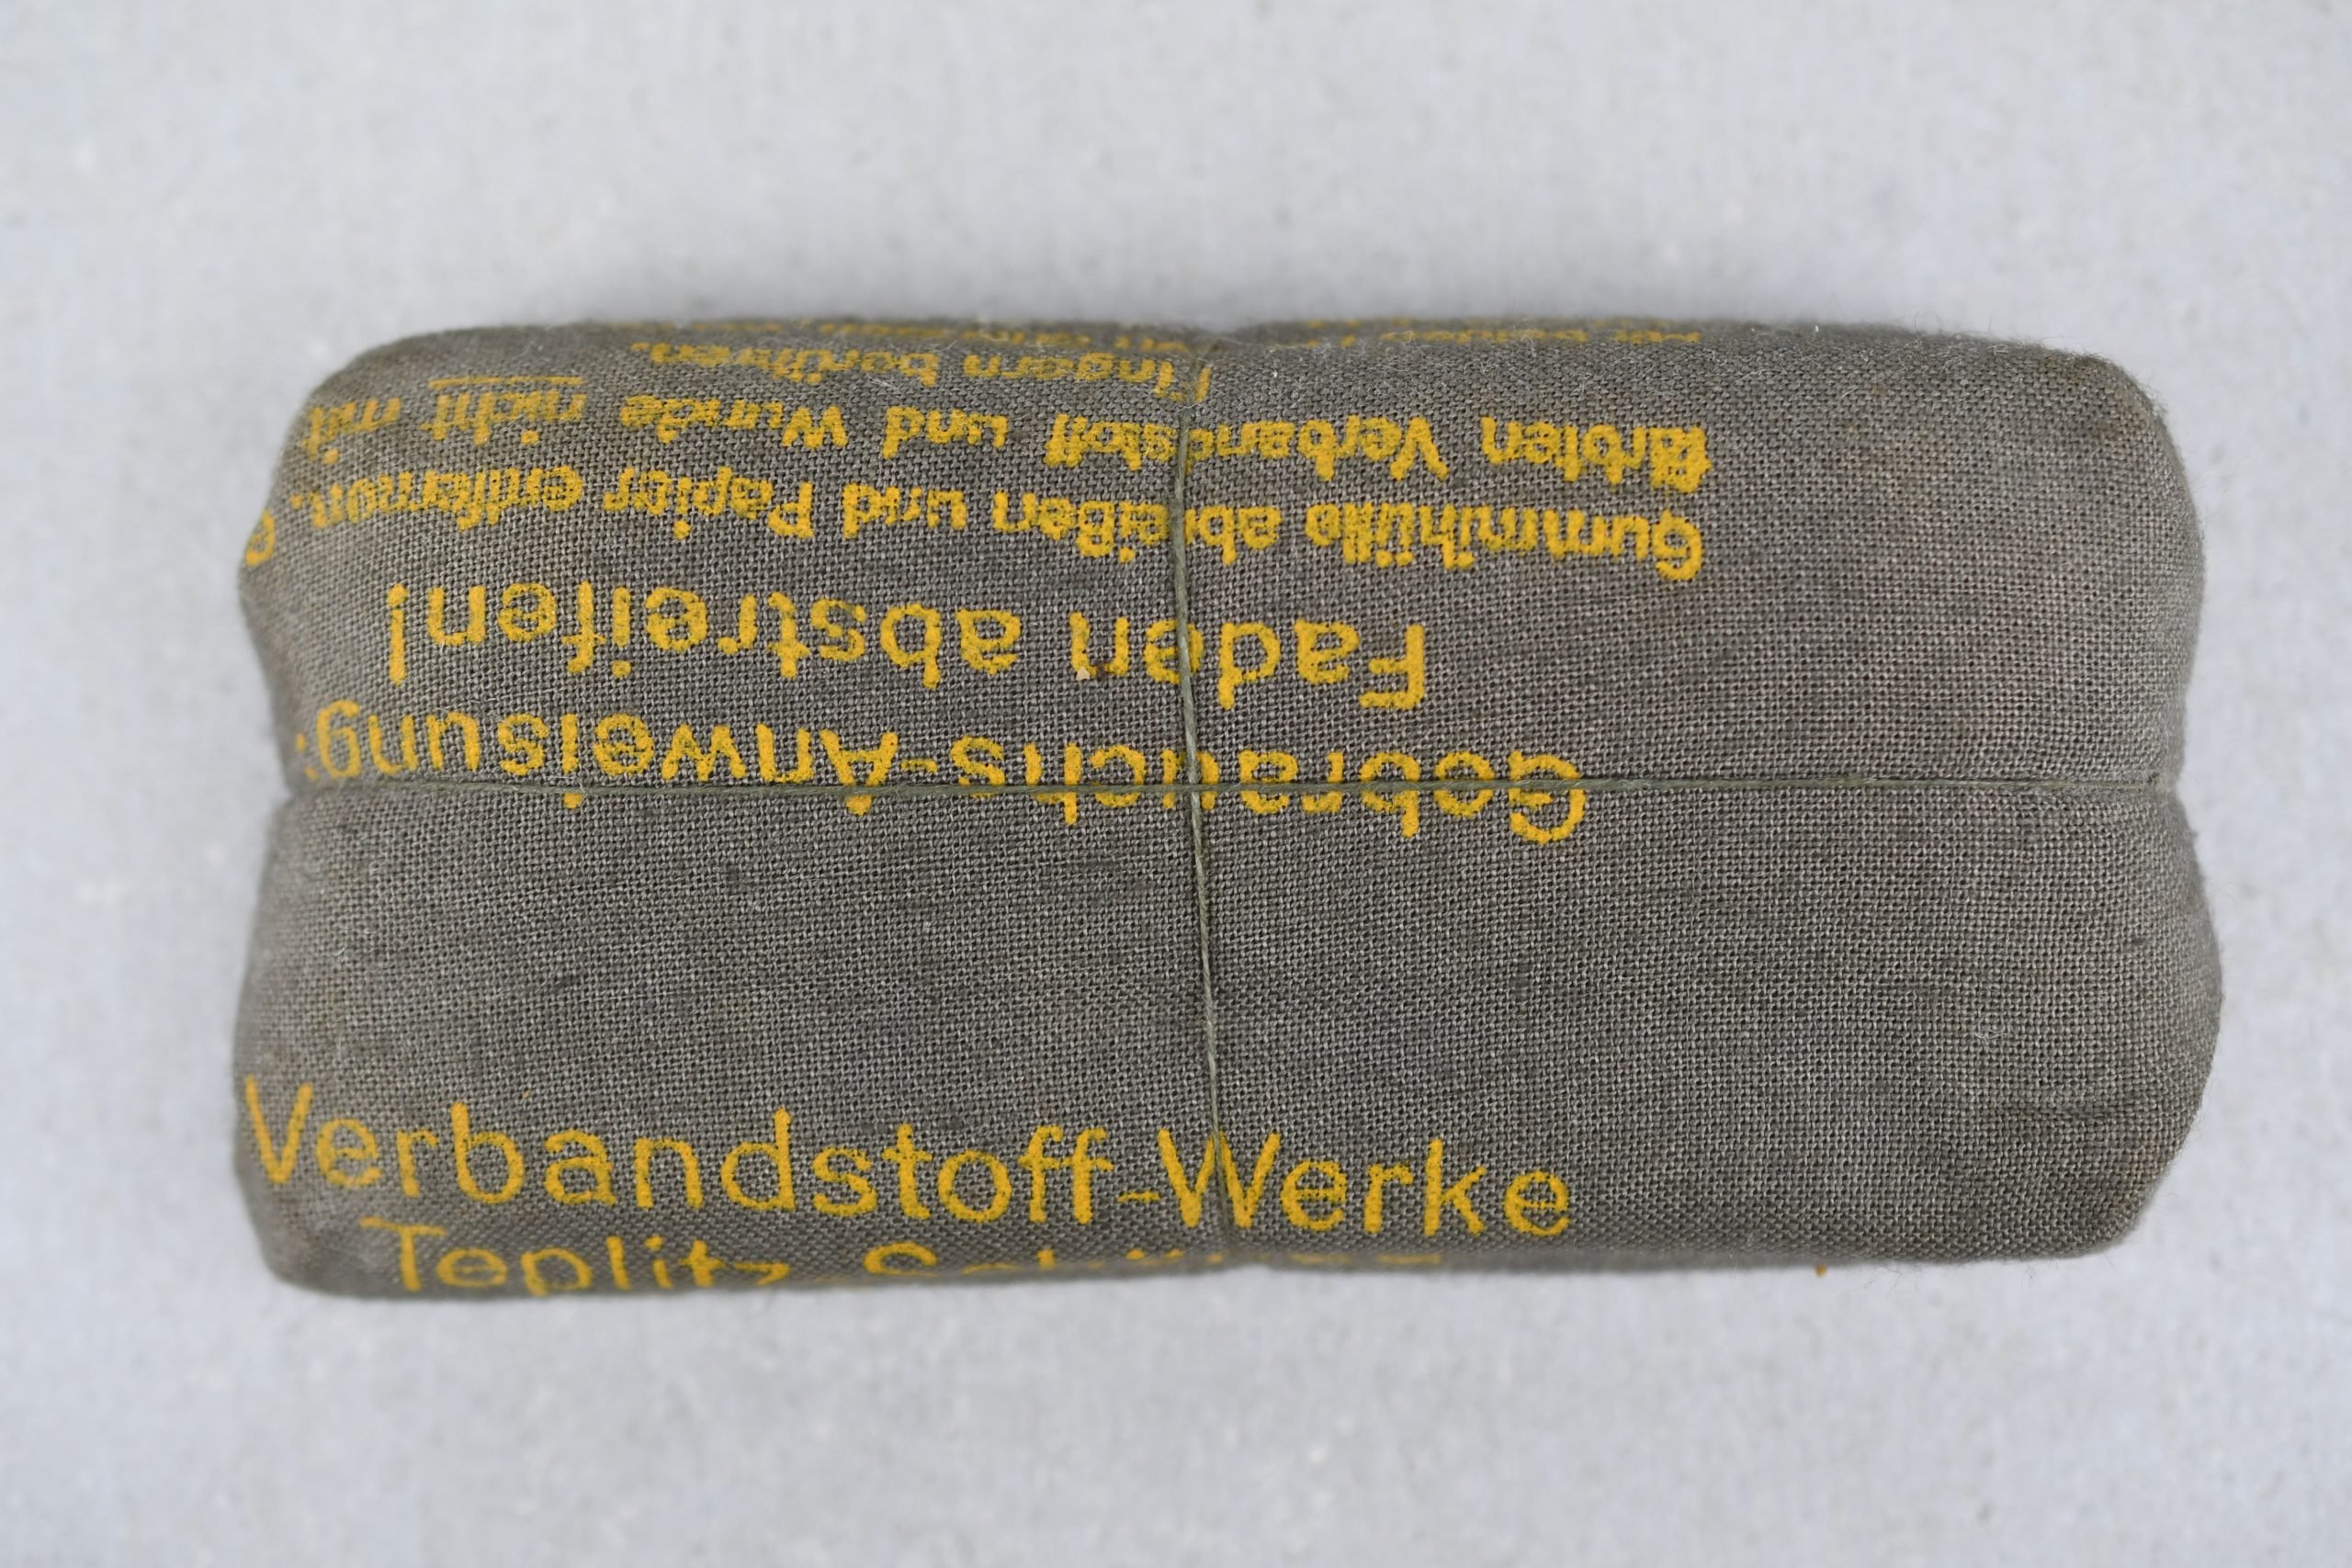 Gebrauchs-Anweisung:
Faden abstreifen!
Gummihülle abreißen und Papier entfernen.
Verbandstoff und Wunde nicht mit
Fingern berühren.
Verbandstoff-Werke
Teplitz